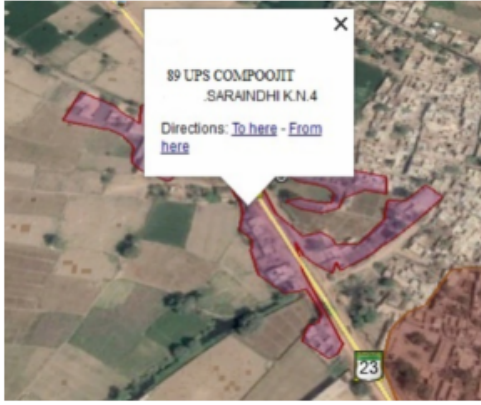 89 UPS COMPOOJIT
.SARAINDHI K.N.4
Directions: To here - From
here
23